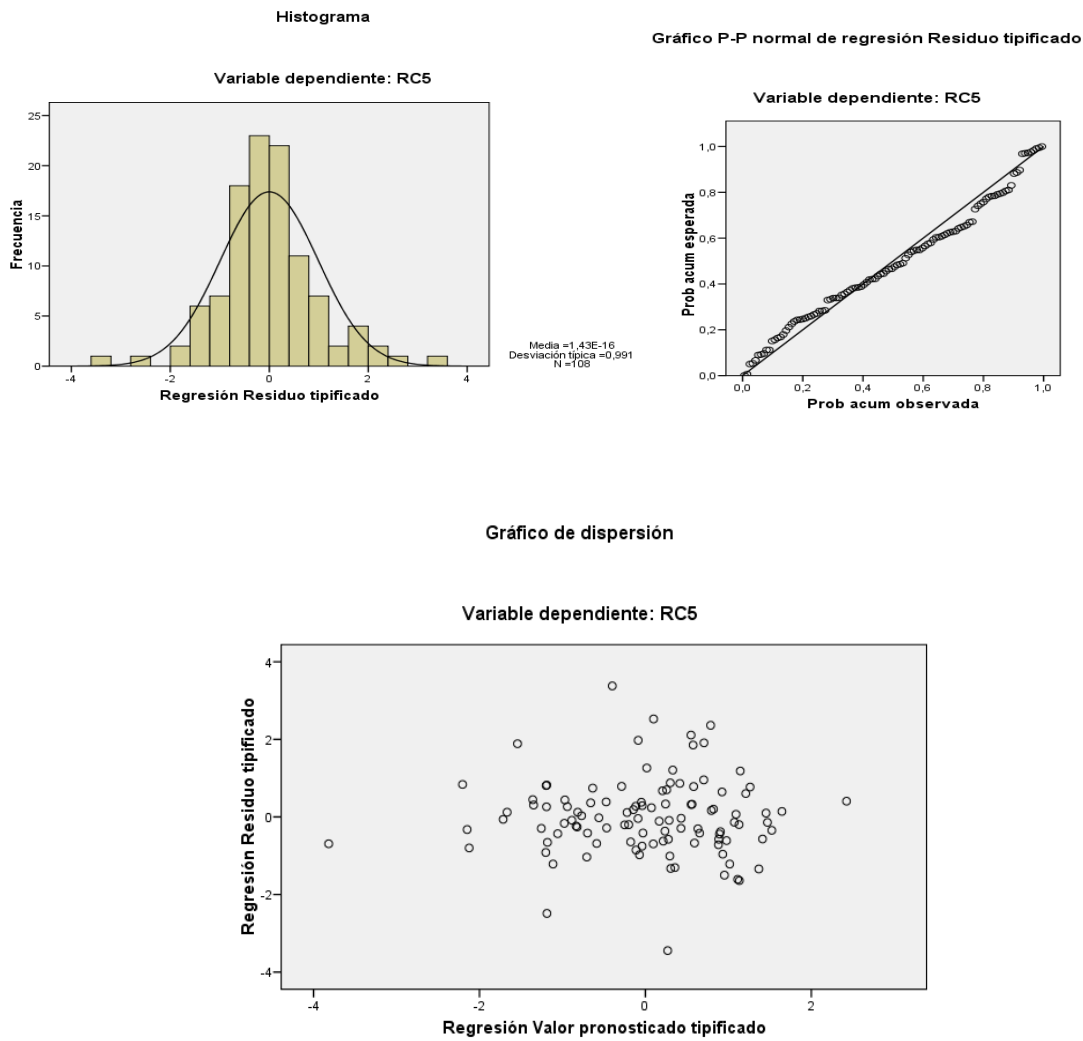 Histograma
Variable dependiente: RC5
Frecuencia
25
20
15
10
5
0
-4
-2
0
2
4
Regresión Residuo tipificado
Media =1,43E-16
Desviación típica =0,991
N =108
Gráfico P-P normal de regresión Residuo tipificado
Variable dependiente: RC5
Prob acum esperada
1,0
0,8
0,6
0,4
0,2
0,0
0,0
0,2
0,4
0,6
0,8
1,0
Prob acum observada
Gráfico de dispersión
Variable dependiente: RC5
Regresión Residuo tipificado
4
2
0
-2
-4
-4
-2
0
2
Regresión Valor pronosticado tipificado